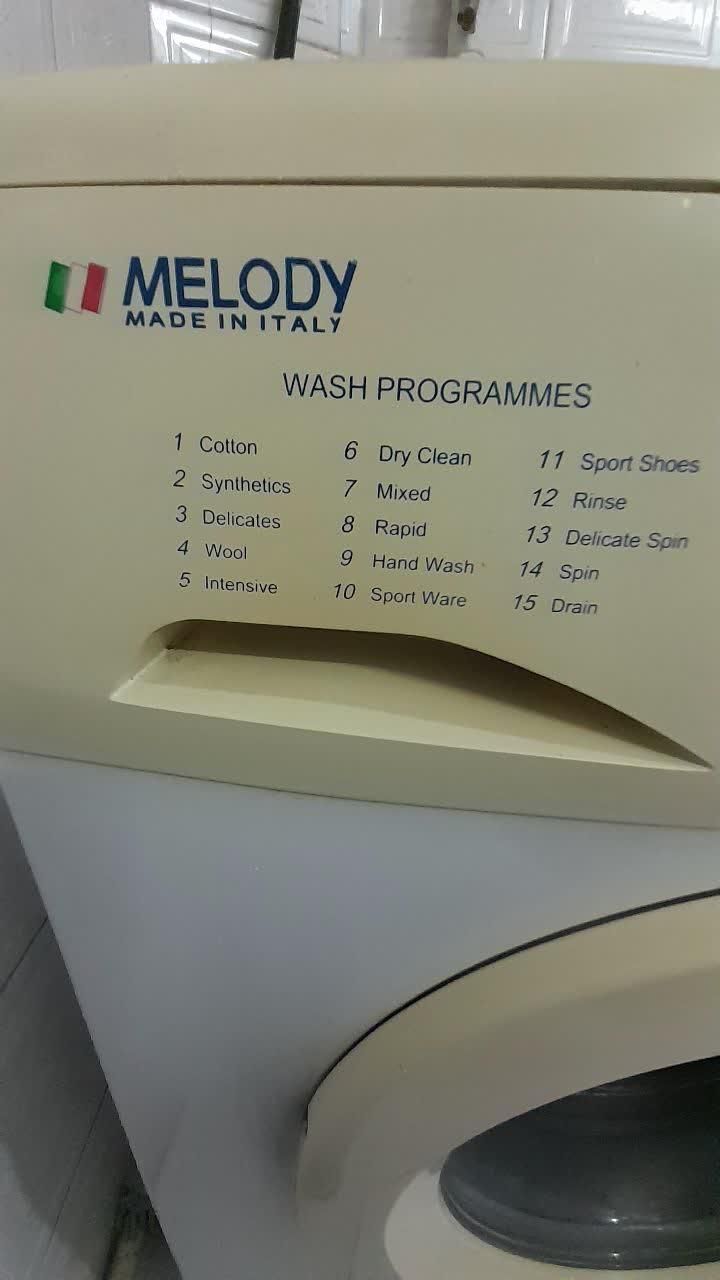 MELODY
MADE IN ITALY
WASH PROGRAMMES
1 Cotton
2 Synthetics
3 Delicates
4 Wool
5 Intensive
6 Dry Clean
7 Mixed
8 Rapid
9 Hand Wash
10 Sport Ware
11 Sport Shoes
12 Rinse
13 Delicate Spin
14 Spin
15 Drain